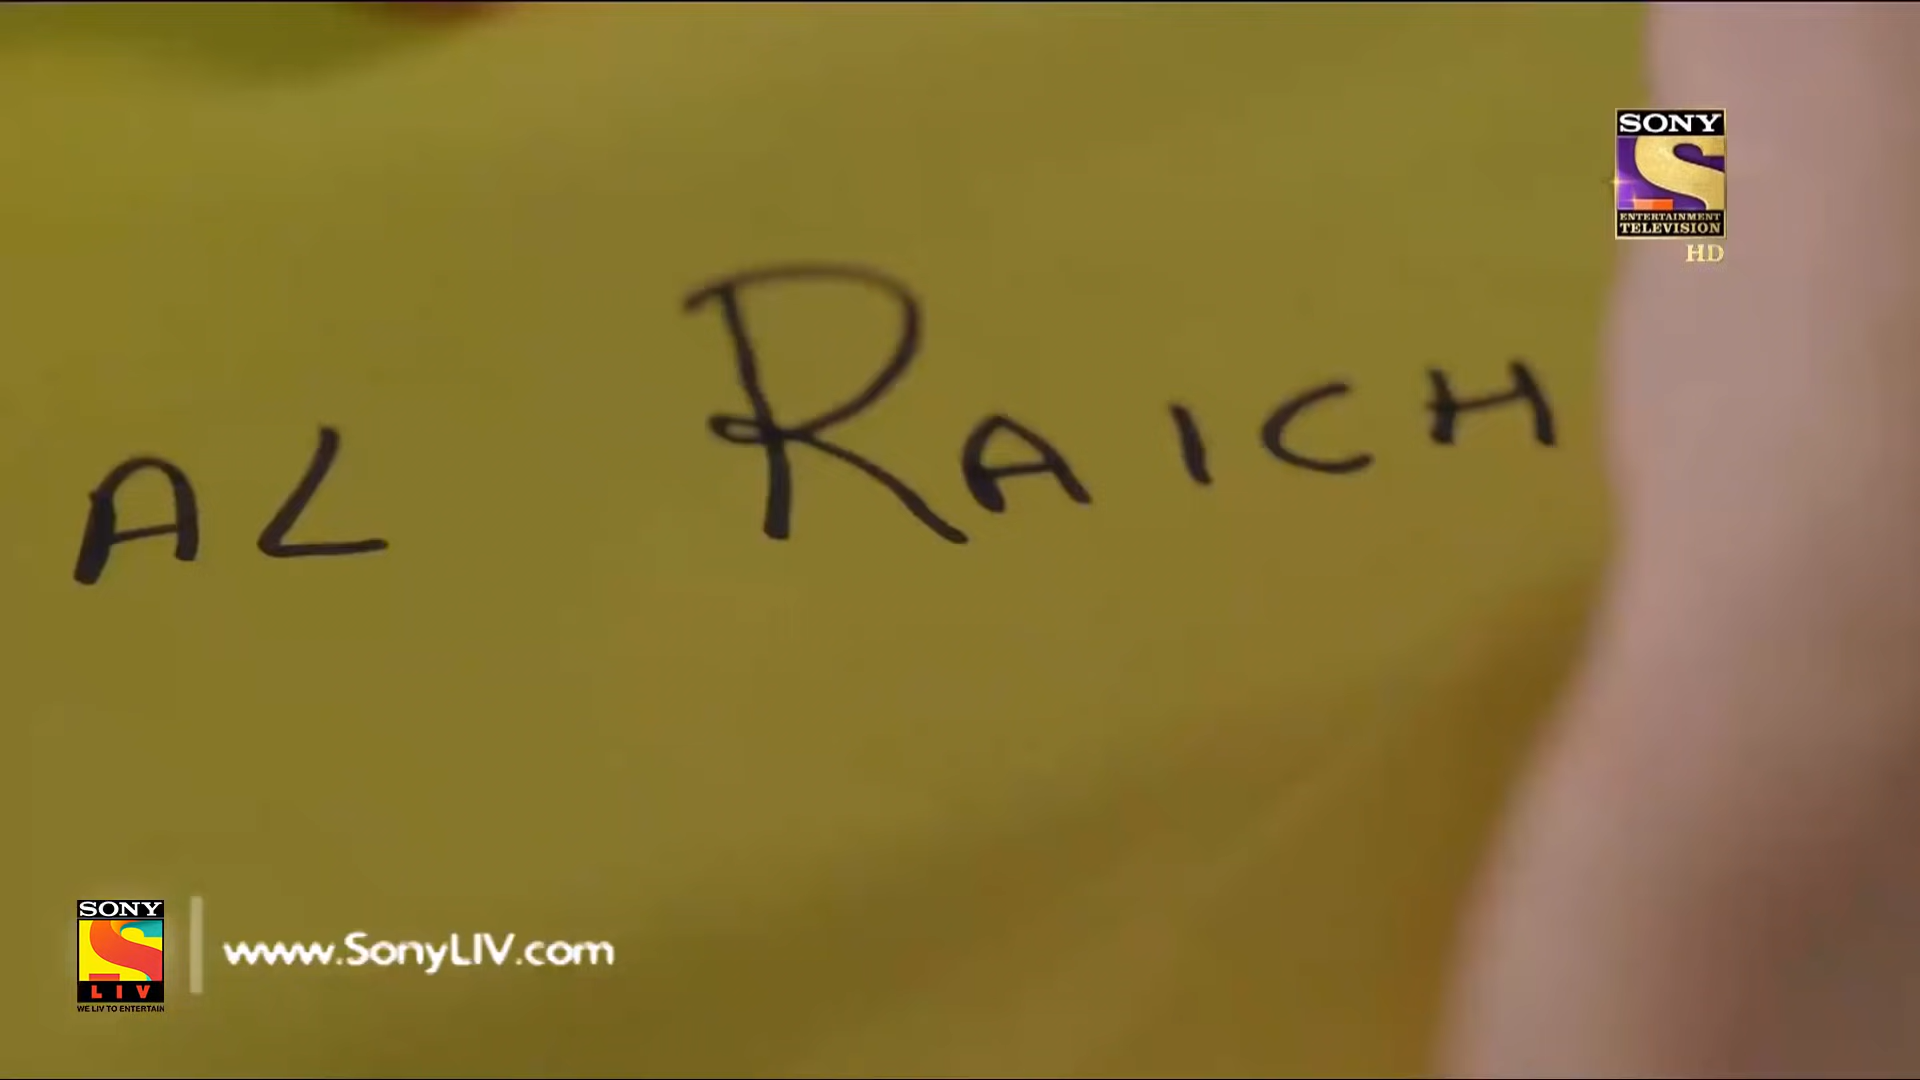 SONY
ENTERTAINMENT
TELEVISION
HD
AL RAICH
SONY
LIV
WE LIV TO ENTERTAIN
www.SonyLIV.com